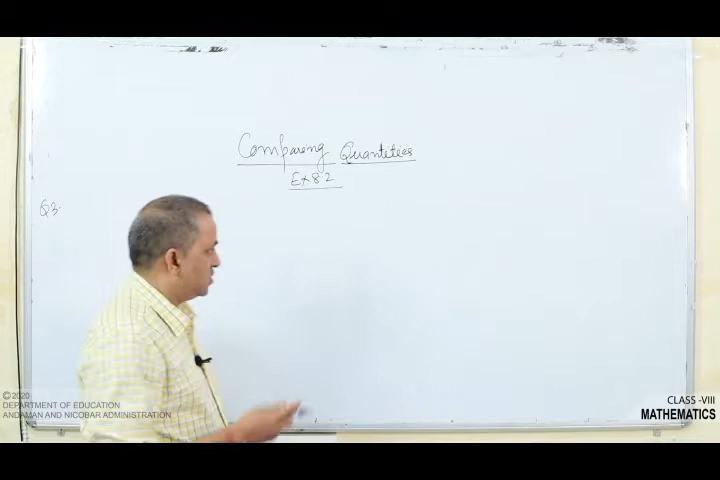 Comparing Quantities
Ex 8.2
Q3.
©2020
DEPARTMENT OF EDUCATION
ANDAMAN AND NICOBAR ADMINISTRATION
CLASS -VIII
MATHEMATICS